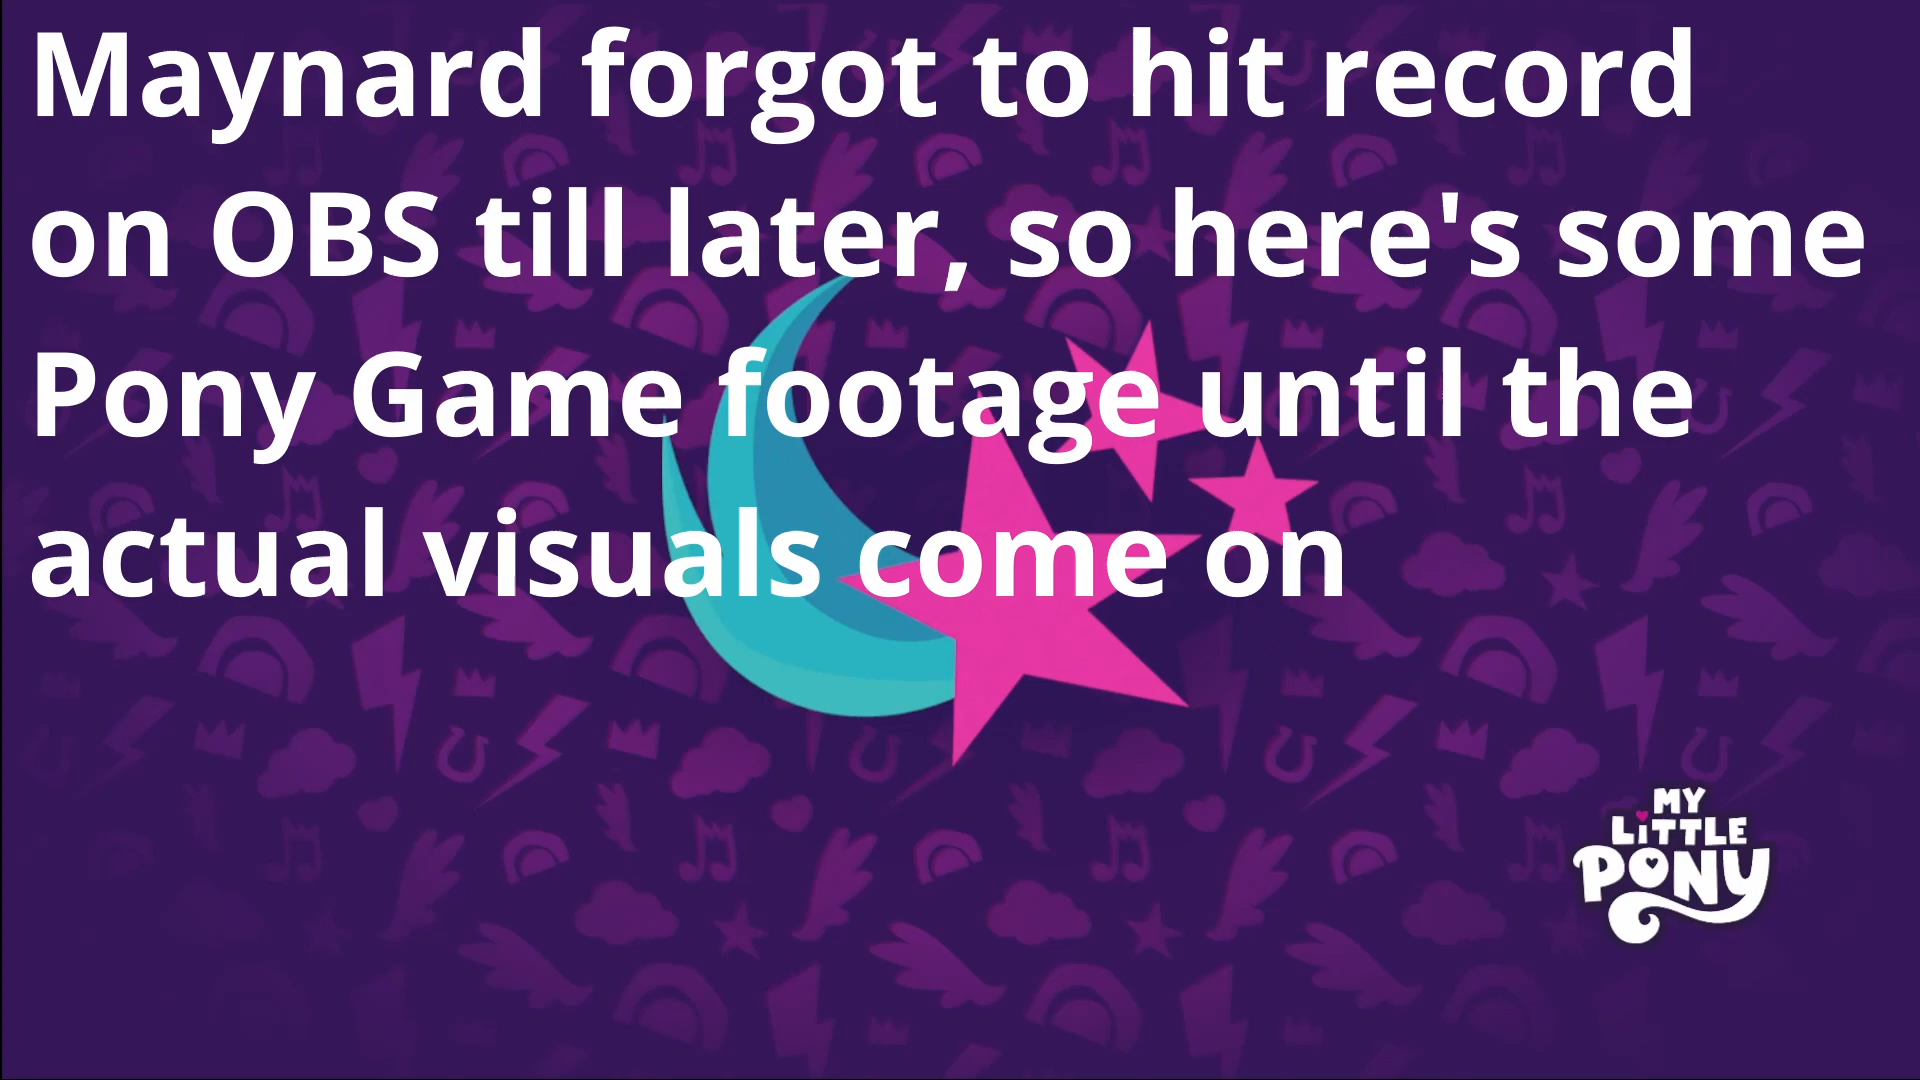 Maynard forgot to hit record
on OBS till later, so here's some
Pony Game footage until the
actual visuals come on
MY
LiTTLE
PONY